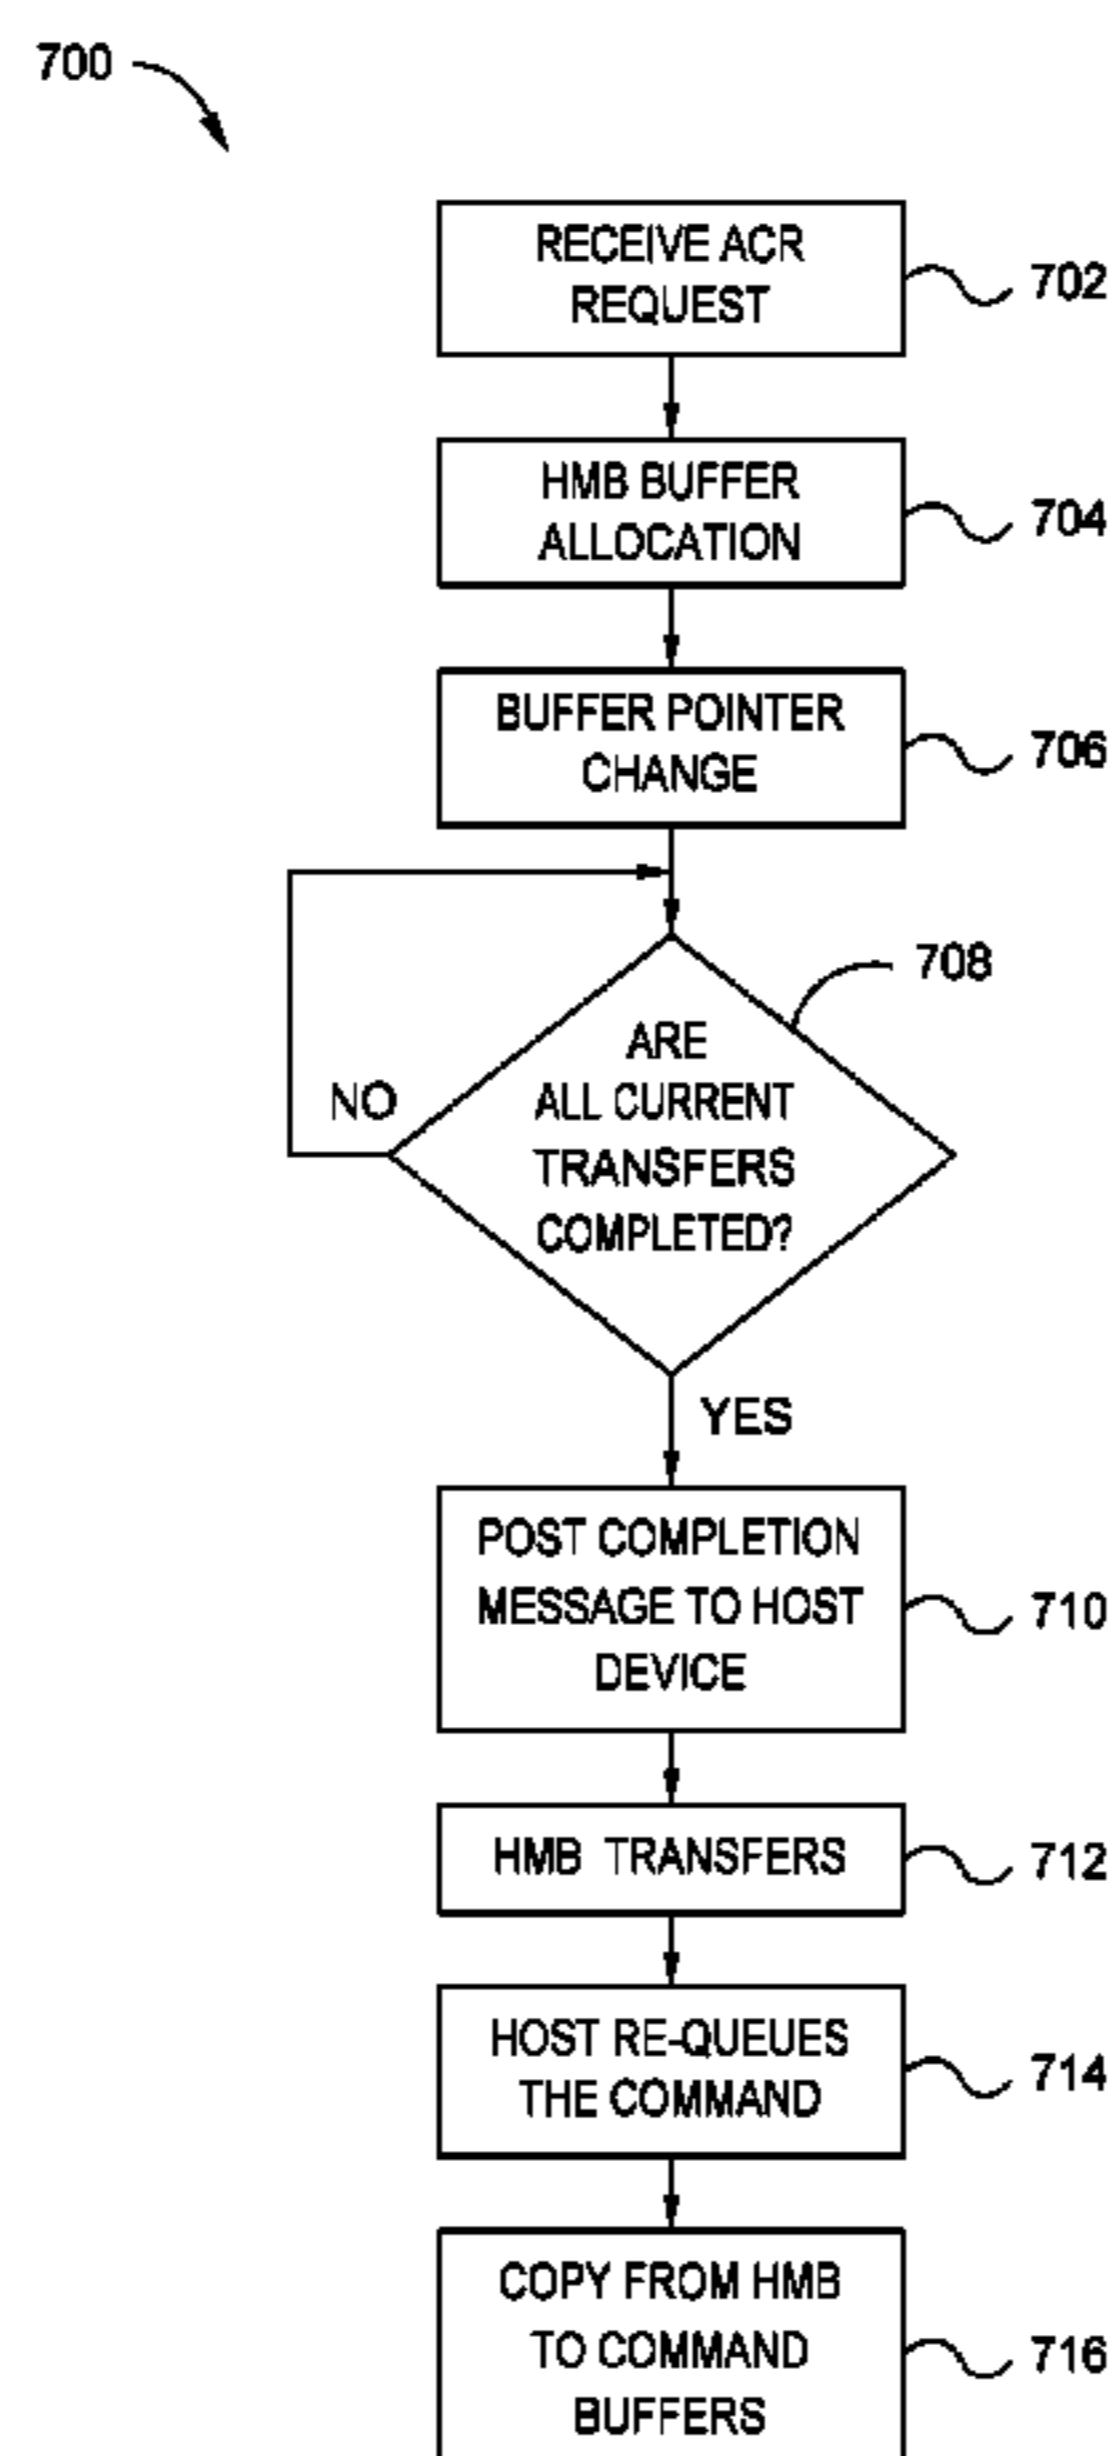 700
RECEIVE ACR
REQUEST
702
HMB BUFFER
ALLOCATION
704
BUFFER POINTER
CHANGE
706
708
ARE
ALL CURRENT
TRANSFERS
COMPLETED?
NO
YES
POST COMPLETION
MESSAGE TO HOST
DEVICE
710
HMB TRANSFERS
712
HOST RE-QUEUES
THE COMMAND
714
COPY FROM HMB
TO COMMAND
BUFFERS
716